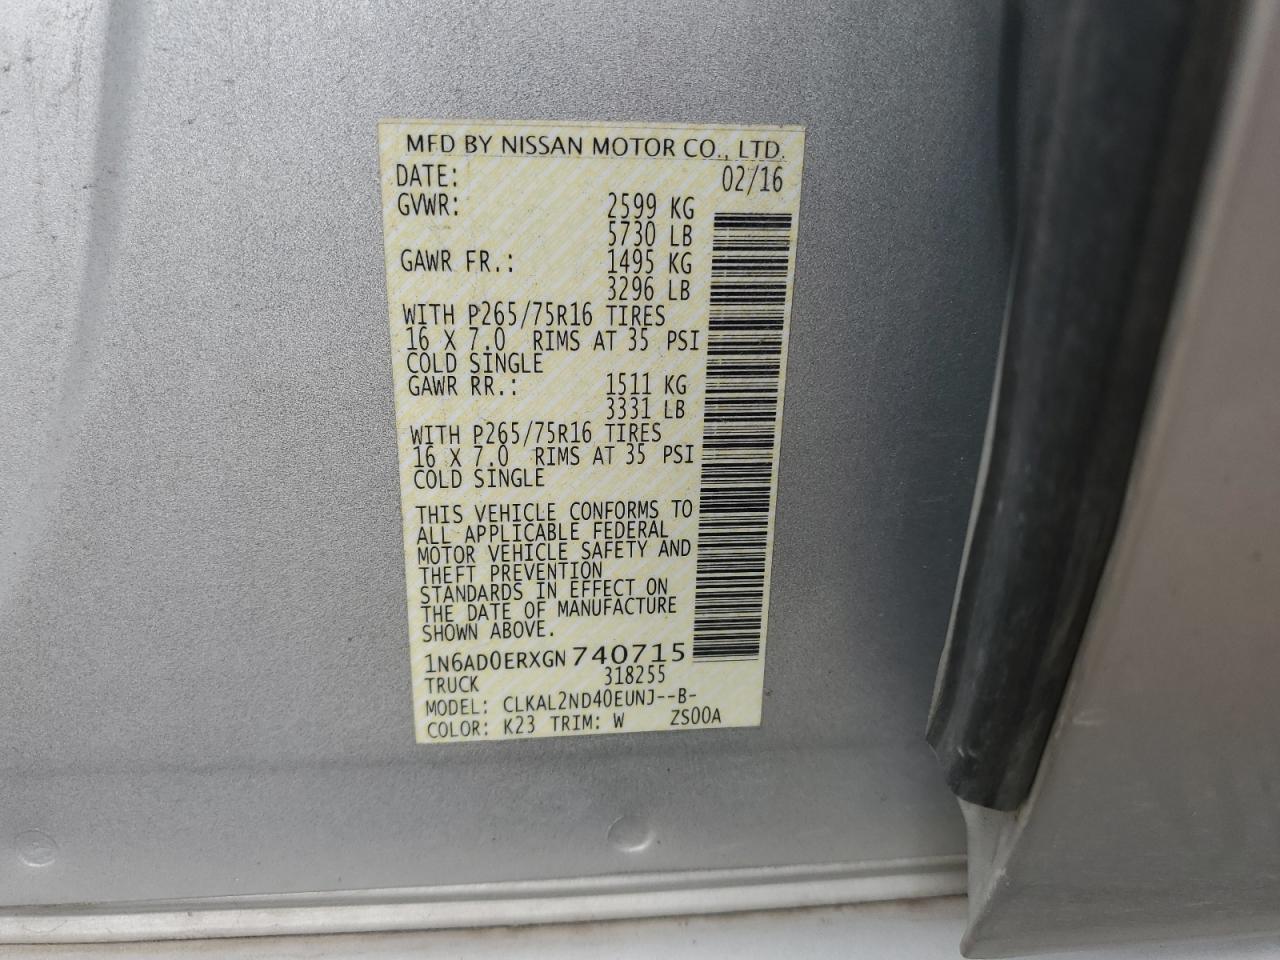 MFD BY NISSAN MOTOR CO., LTD.
DATE: 02/16
GVWR: 2599 KG
5730 LB
GAWR FR.: 1495 KG
3296 LB
WITH P265/75R16 TIRES
16 X 7.0 RIMS AT 35 PSI
COLD SINGLE
GAWR RR.: 1511 KG
3331 LB
WITH P265/75R16 TIRES
16 X 7.0 RIMS AT 35 PSI
COLD SINGLE
THIS VEHICLE CONFORMS TO
ALL APPLICABLE FEDERAL
MOTOR VEHICLE SAFETY AND
THEFT PREVENTION
STANDARDS IN EFFECT ON
THE DATE OF MANUFACTURE
SHOWN ABOVE.
1N6AD0ERXGN740715
TRUCK 318255
MODEL: CLKAL2ND40EUNJ--B-
COLOR: K23 TRIM: W ZS00A